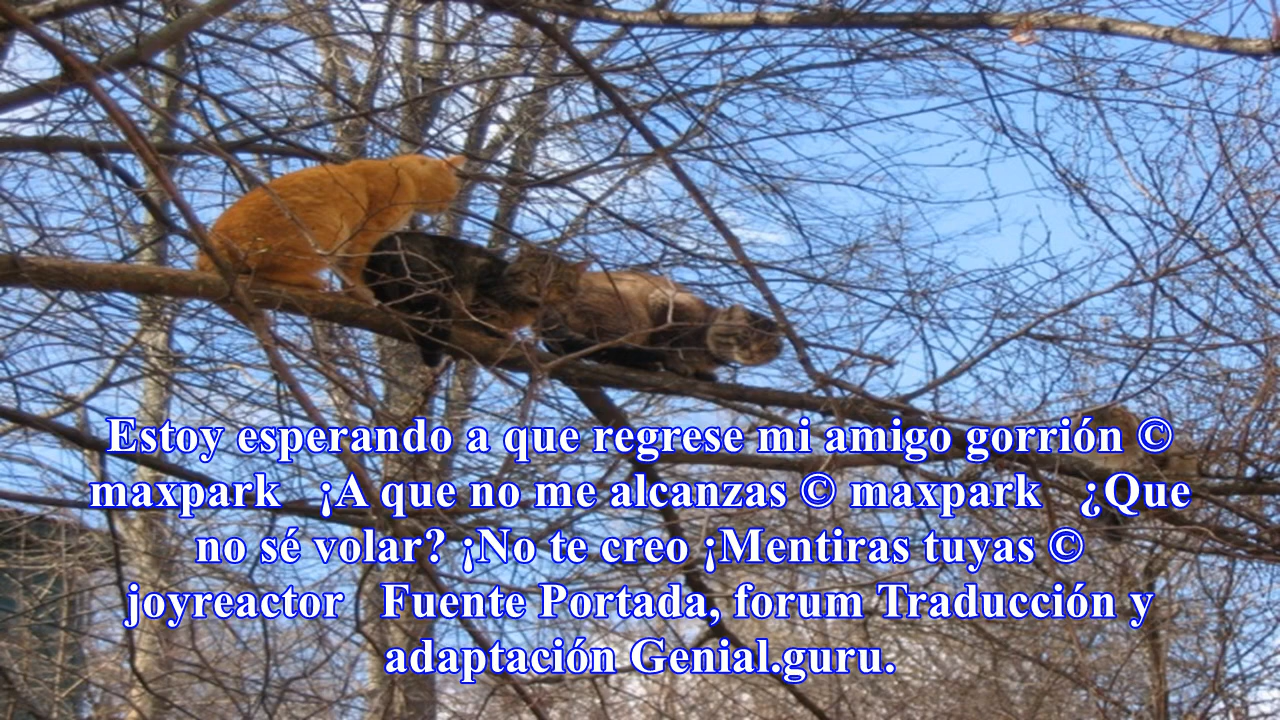 Estoy esperando a que regrese mi amigo gorrión ©
maxpark ¡A que no me alcanzas © maxpark ¿Que
no sé volar? ¡No te creo ¡Mentiras tuyas ©
joyreactor Fuente Portada, forum Traducción y
adaptación Genial.guru.